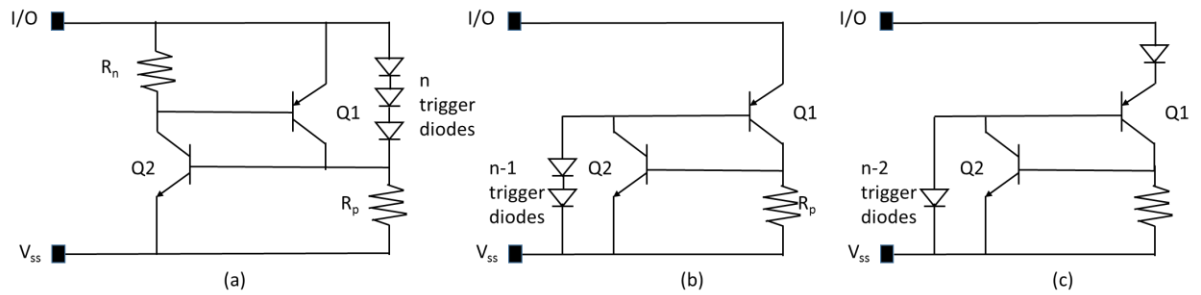 I/O
Rn
Q1
n
trigger
diodes
Q2
Rp
Vss
(a)
I/O
Q1
n-1
trigger
diodes
Q2
Rp
Vss
(b)
I/O
Q1
n-2
trigger
diodes
Q2
Vss
(c)